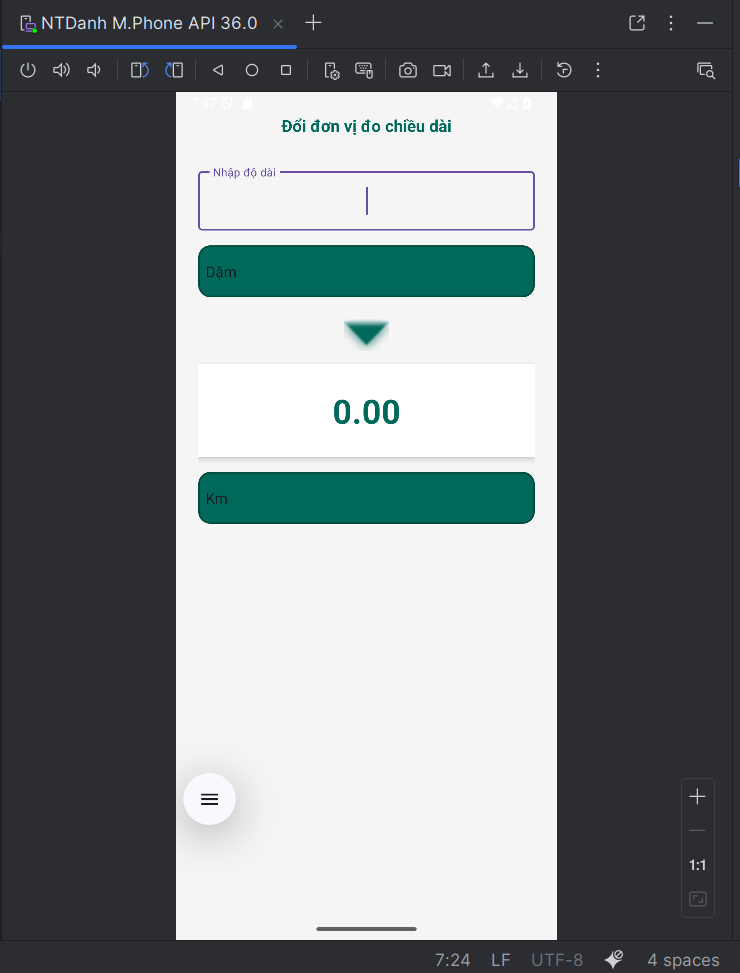 NTDanh M.Phone API 36.0
7:47
Đổi đơn vị đo chiều dài
Nhập độ dài
Dặm
0.00
Km
1:1
7:24 LF UTF-8 4 spaces